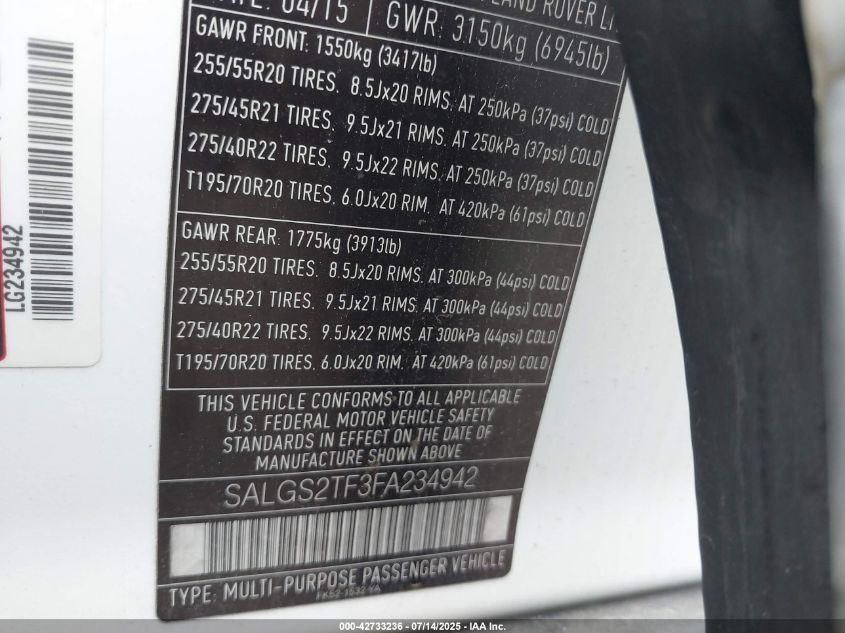 LAND ROVER
04/15
GWR: 3150kg (6945lb)
GAWR FRONT: 1550kg (3417lb)
255/55R20 TIRES. 8.5Jx20 RIMS. AT 250kPa (37psi) COLD
275/45R21 TIRES. 9.5Jx21 RIMS. AT 250kPa (37psi) COLD
275/40R22 TIRES. 9.5Jx22 RIMS. AT 250kPa (37psi) COLD
T195/70R20 TIRES. 6.0Jx20 RIM. AT 420kPa (61psi) COLD
GAWR REAR: 1775kg (3913lb)
255/55R20 TIRES. 8.5Jx20 RIMS. AT 300kPa (44psi) COLD
275/45R21 TIRES. 9.5Jx21 RIMS. AT 300kPa (44psi) COLD
275/40R22 TIRES. 9.5Jx22 RIMS. AT 300kPa (44psi) COLD
T195/70R20 TIRES. 6.0Jx20 RIM. AT 420kPa (61psi) COLD
THIS VEHICLE CONFORMS TO ALL APPLICABLE
U.S. FEDERAL MOTOR VEHICLE SAFETY
STANDARDS IN EFFECT ON THE DATE OF
MANUFACTURE SHOWN ABOVE
SALGS2TF3FA234942
TYPE: MULTI-PURPOSE PASSENGER VEHICLE
LG234942
000-42733236 - 07/14/2025 - IAA Inc.